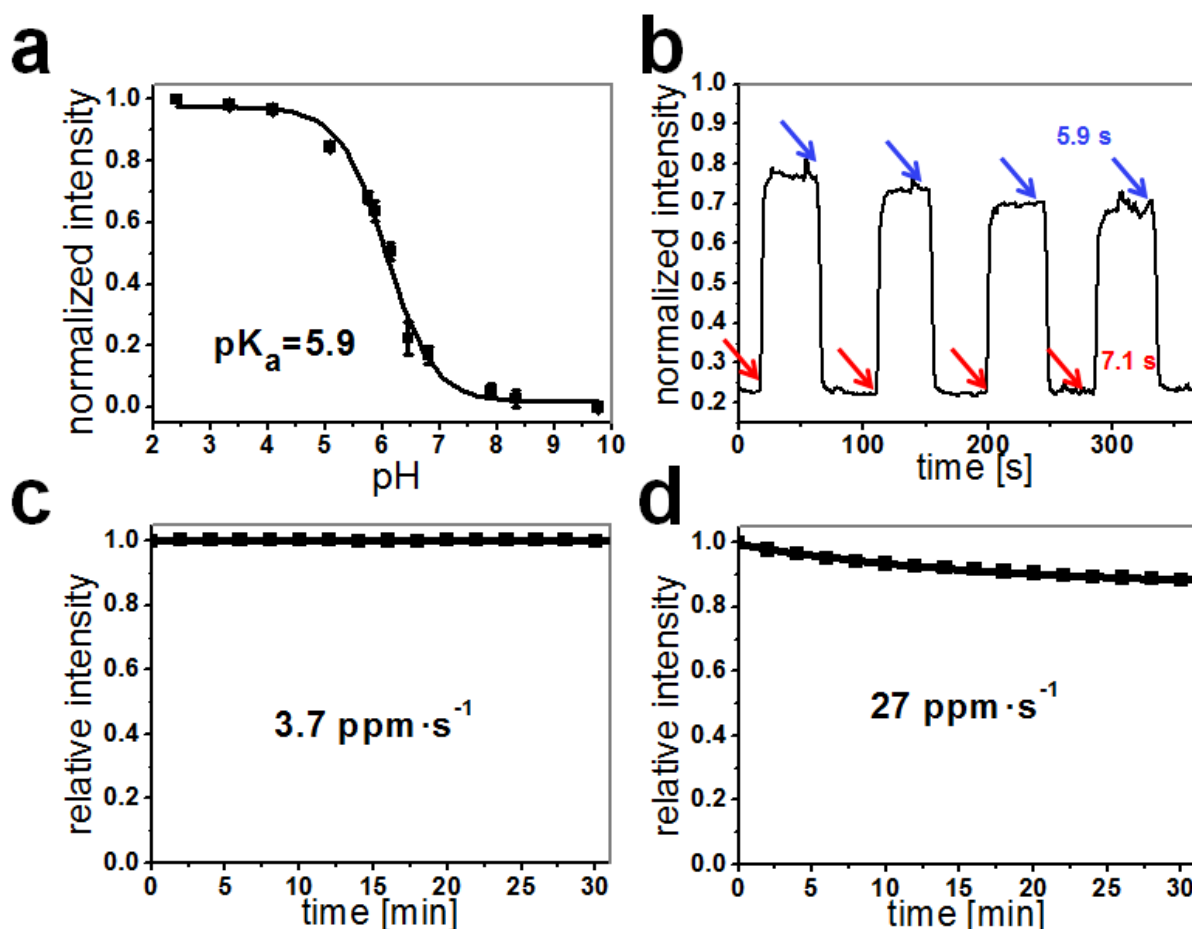 a
normalized intensity
1.0
0.8
0.6
0.4
0.2
0.0
pKa=5.9
2 3 4 5 6 7 8 9 10
pH
b
normalized intensity
1.0
0.9
0.8
0.7
0.6
0.5
0.4
0.3
0.2
5.9 s
7.1 s
0 100 200 300
time [s]
c
relative intensity
1.0
0.8
0.6
0.4
0.2
0.0
3.7 ppm·s-1
0 5 10 15 20 25 30
time [min]
d
relative intensity
1.0
0.8
0.6
0.4
0.2
0.0
27 ppm·s-1
0 5 10 15 20 25 30
time [min]